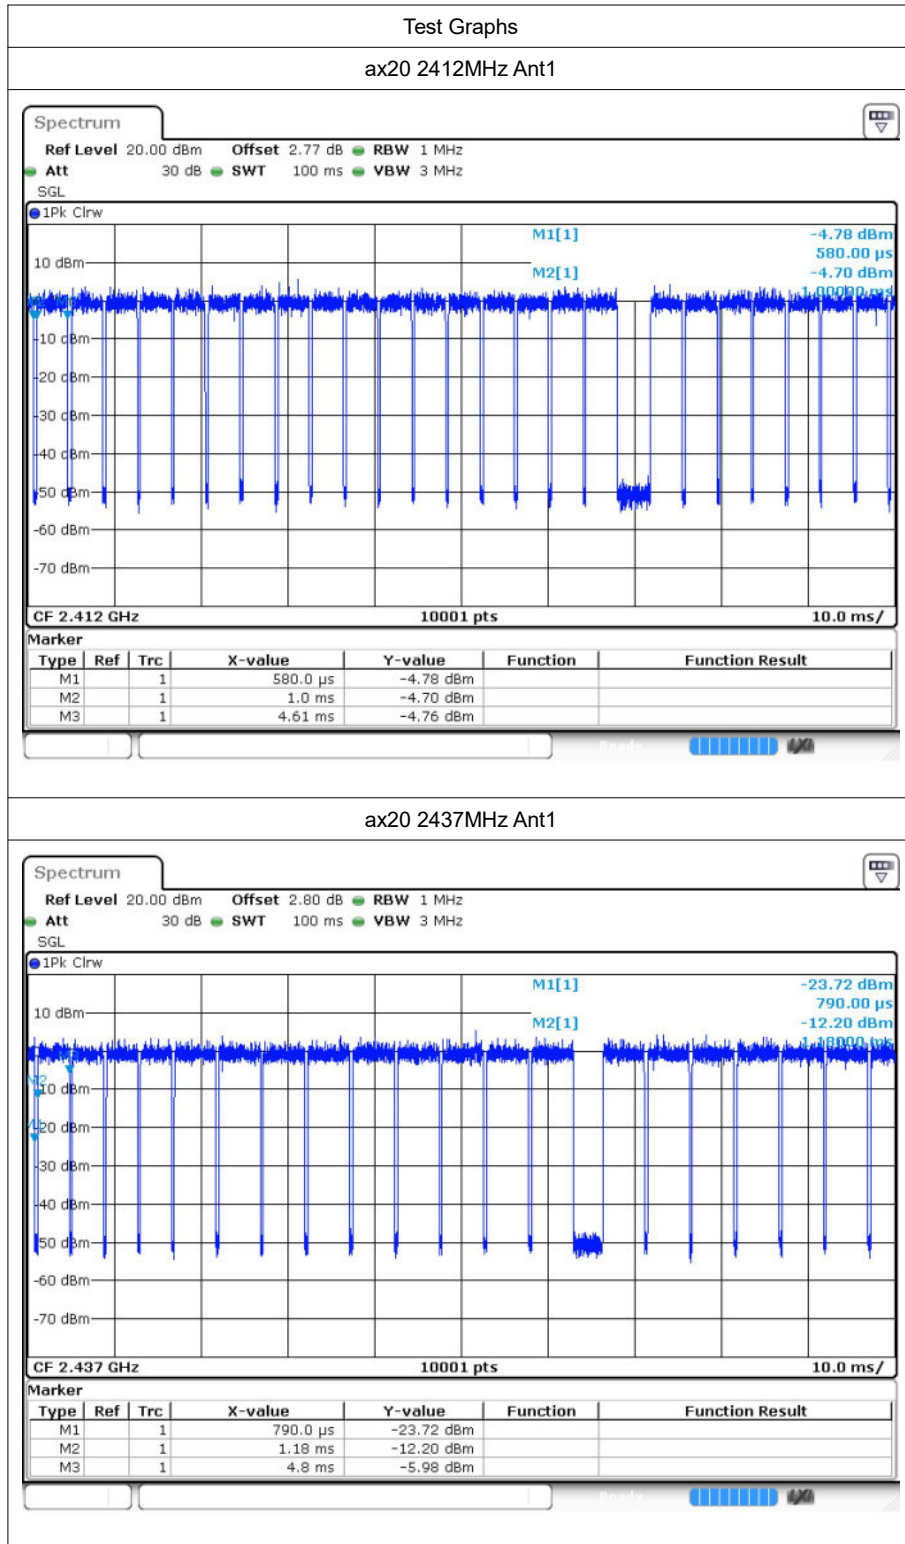 Test Graphs
ax20 2412MHz Ant1
Spectrum
Ref Level 20.00 dBm Offset 2.77 dB RBW 1 MHz
Att 30 dB SWT 100 ms VBW 3 MHz
SGL
1Pk Clrw
M1[1] -4.78 dBm
580.00 µs
10 dBm
M2[1] -4.70 dBm
1.00000 ms
-10 dBm
-20 dBm
-30 dBm
-40 dBm
-50 dBm
-60 dBm
-70 dBm
CF 2.412 GHz 10001 pts 10.0 ms/
Marker
Type Ref Trc X-value Y-value Function Function Result
M1 1 580.0 µs -4.78 dBm
M2 1 1.0 ms -4.70 dBm
M3 1 4.61 ms -4.76 dBm
Ready
ax20 2437MHz Ant1
Spectrum
Ref Level 20.00 dBm Offset 2.80 dB RBW 1 MHz
Att 30 dB SWT 100 ms VBW 3 MHz
SGL
1Pk Clrw
M1[1] -23.72 dBm
790.00 µs
10 dBm
M2[1] -12.20 dBm
1.18000 ms
M2
-10 dBm
-20 dBm
-30 dBm
-40 dBm
-50 dBm
-60 dBm
-70 dBm
CF 2.437 GHz 10001 pts 10.0 ms/
Marker
Type Ref Trc X-value Y-value Function Function Result
M1 1 790.0 µs -23.72 dBm
M2 1 1.18 ms -12.20 dBm
M3 1 4.8 ms -5.98 dBm
Ready